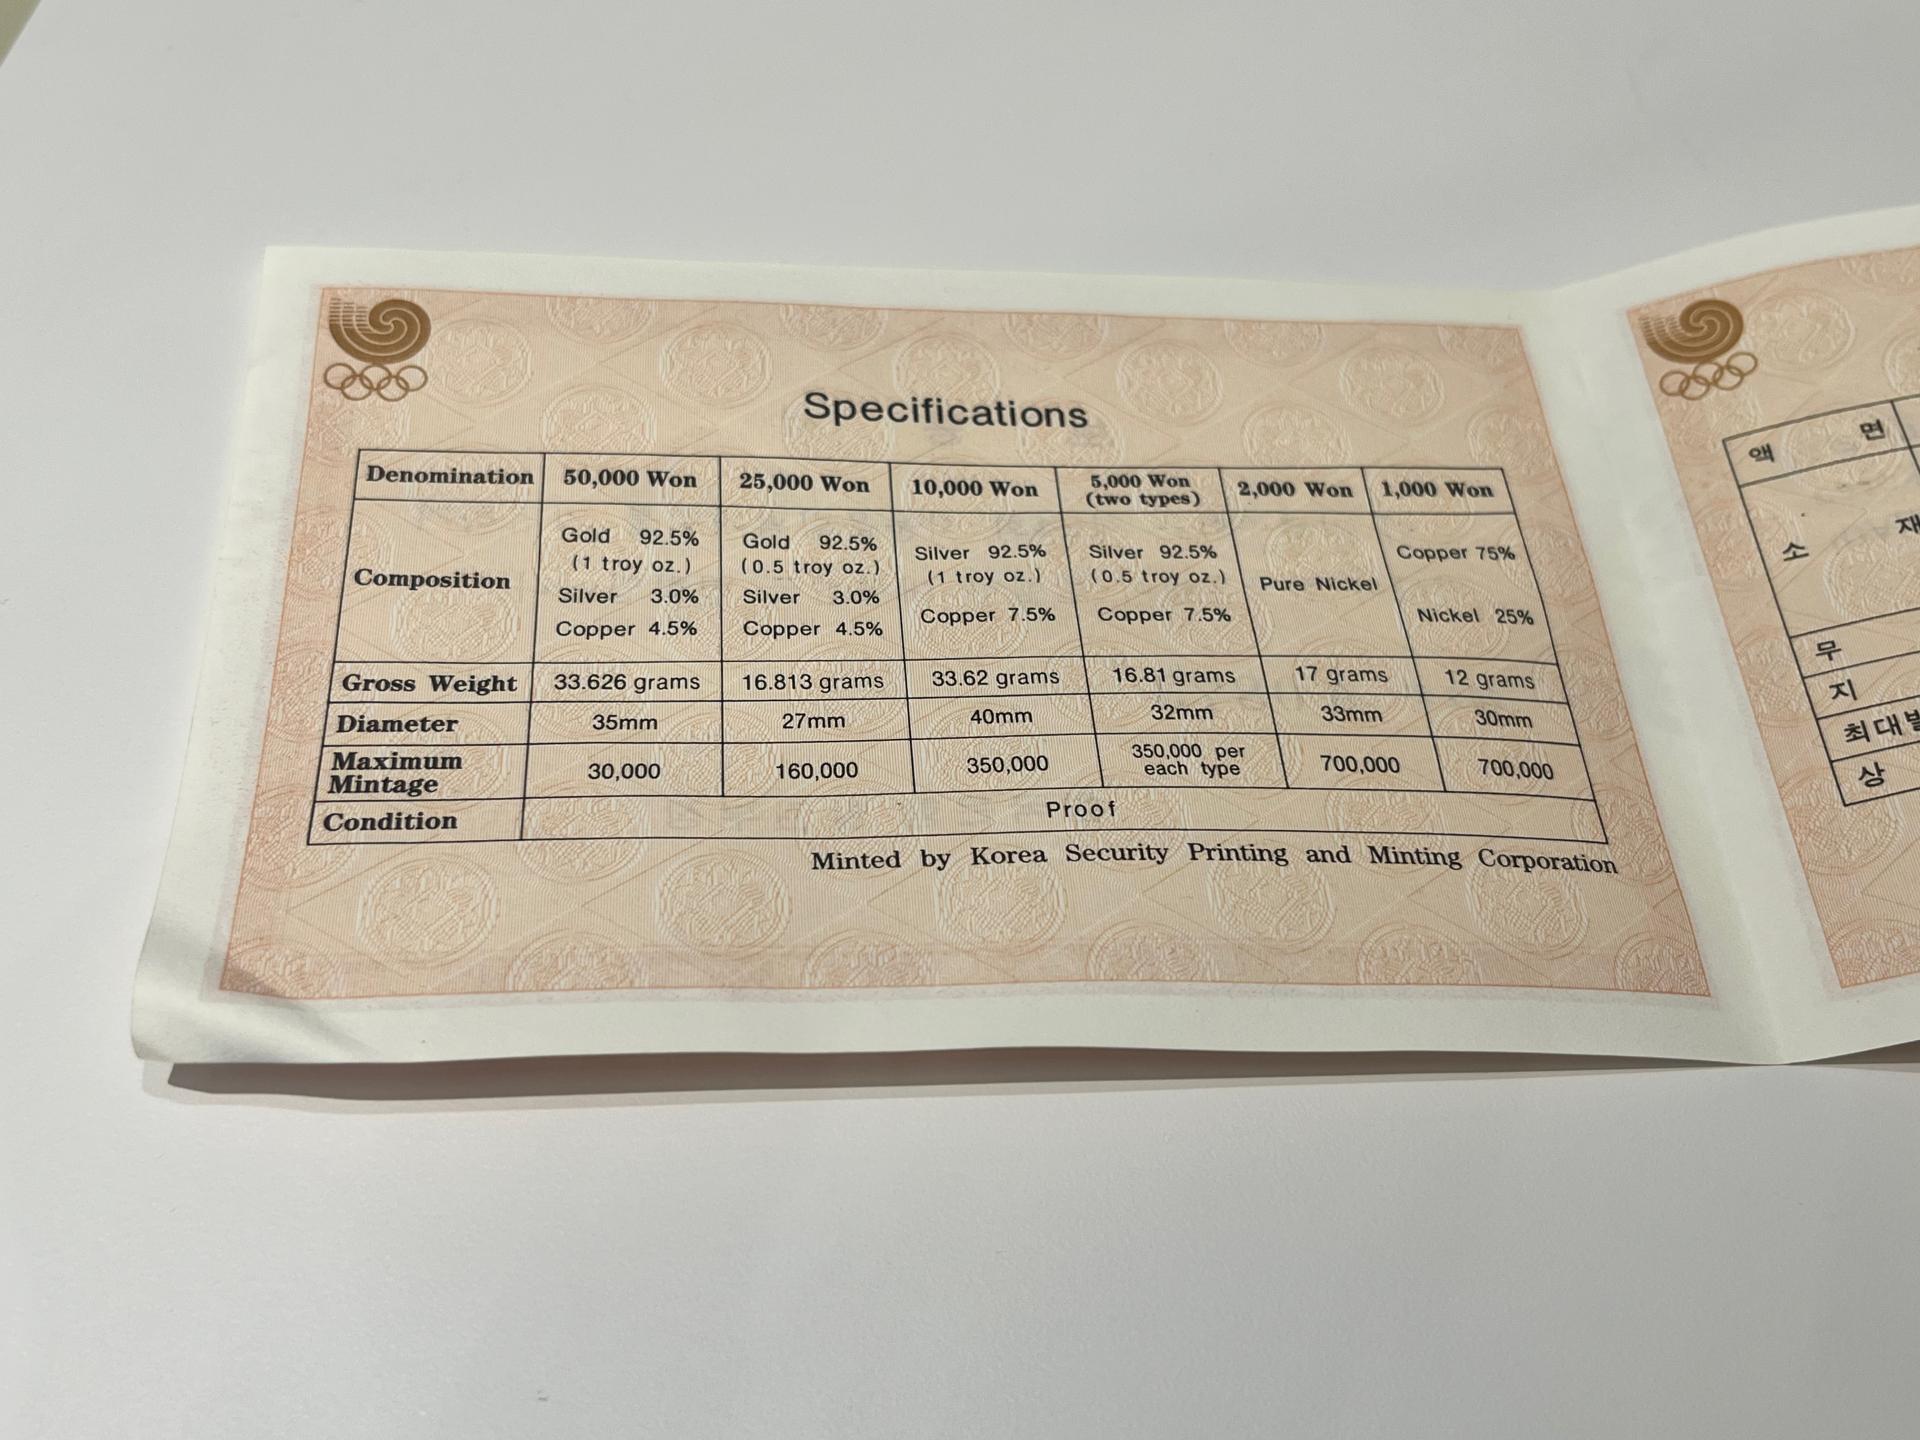 Specifications
Denomination 50,000 Won 25,000 Won 10,000 Won 5,000 Won (two types) 2,000 Won 1,000 Won
Composition
Gold 92.5% (1 troy oz.) Silver 3.0% Copper 4.5%
Gold 92.5% (0.5 troy oz.) Silver 3.0% Copper 4.5%
Silver 92.5% (1 troy oz.) Copper 7.5%
Silver 92.5% (0.5 troy oz.) Copper 7.5%
Pure Nickel
Copper 75% Nickel 25%
Gross Weight 33.626 grams 16.813 grams 33.62 grams 16.81 grams 17 grams 12 grams
Diameter 35mm 27mm 40mm 32mm 33mm 30mm
Maximum Mintage 30,000 160,000 350,000 350,000 per each type 700,000 700,000
Condition Proof
Minted by Korea Security Printing and Minting Corporation
액 면
소 재
무
지
최대발
상